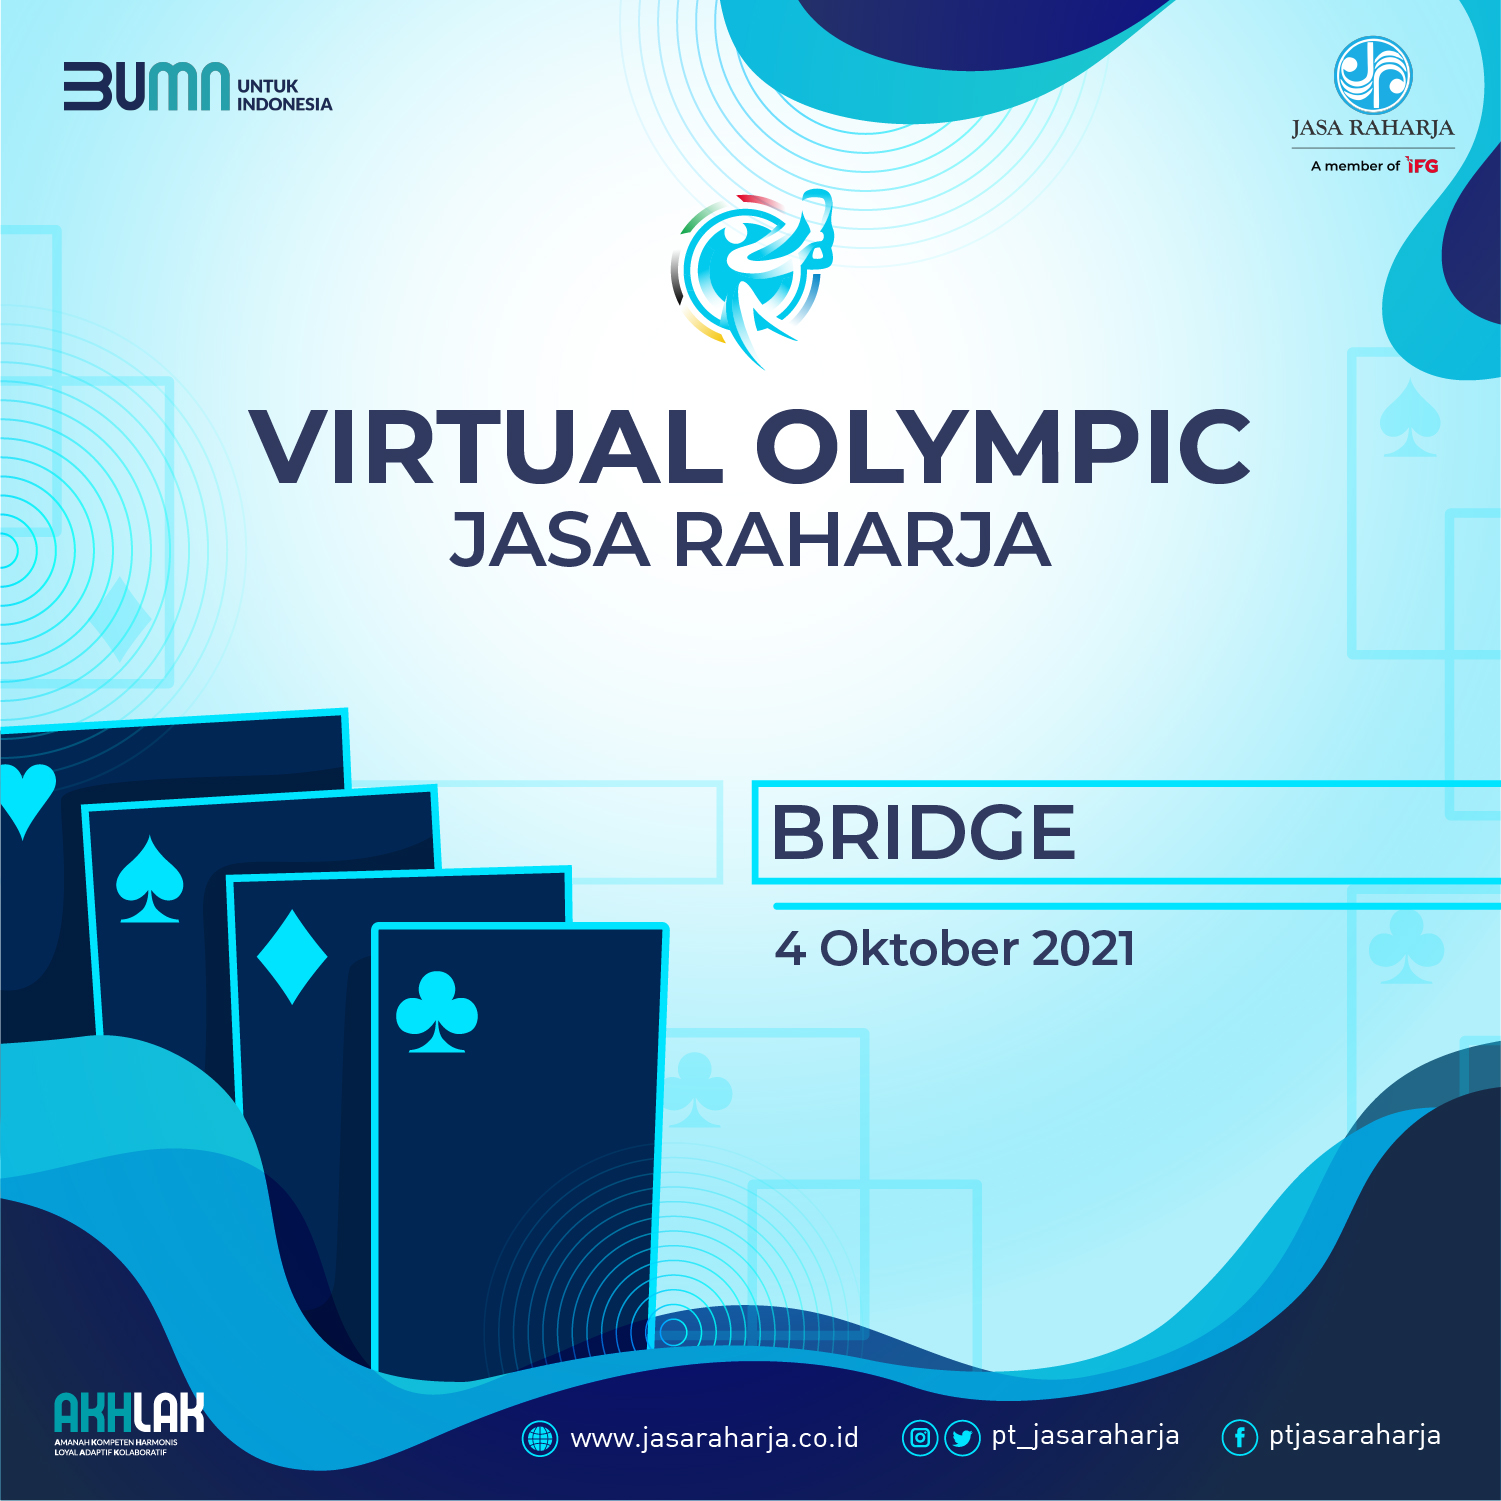 BUMN UNTUK
INDONESIA
JASA RAHARJA
A member of IFG
VIRTUAL OLYMPIC
JASA RAHARJA
BRIDGE
4 Oktober 2021
AKHLAK
AMANAH KOMPETEN HARMONIS
LOYAL ADAPTIF KOLABORATIF
www.jasaraharja.co.id
pt_jasaraharja
ptjasaraharja